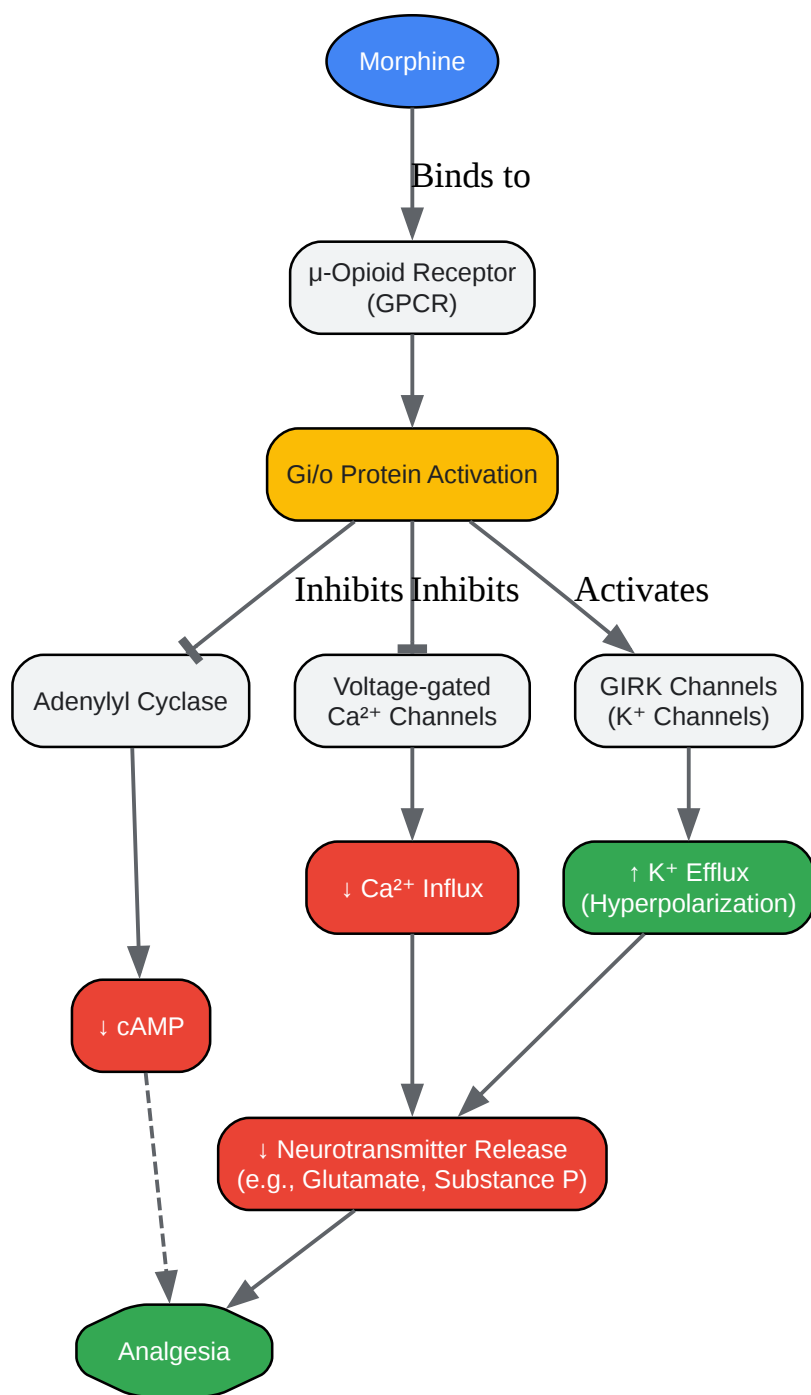 Morphine
Binds to
μ-Opioid Receptor
(GPCR)
Gi/o Protein Activation
Inhibits
Inhibits
Activates
Adenylyl Cyclase
Voltage-gated
Ca²⁺ Channels
GIRK Channels
(K⁺ Channels)
↓ Ca²⁺ Influx
↑ K⁺ Efflux
(Hyperpolarization)
↓ cAMP
↓ Neurotransmitter Release
(e.g., Glutamate, Substance P)
Analgesia